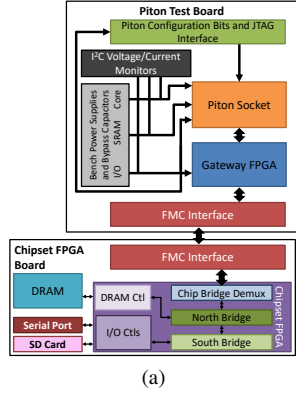 Piton Test Board
Piton Configuration Bits and JTAG
Interface
I²C Voltage/Current
Monitors
Bench Power Supplies
and Bypass Capacitors
I/O SRAM Core
Piton Socket
Gateway FPGA
FMC Interface
Chipset FPGA
Board
FMC Interface
DRAM
DRAM Ctl
Chip Bridge Demux
Serial Port
I/O Ctls
North Bridge
SD Card
South Bridge
Chipset FPGA
(a)